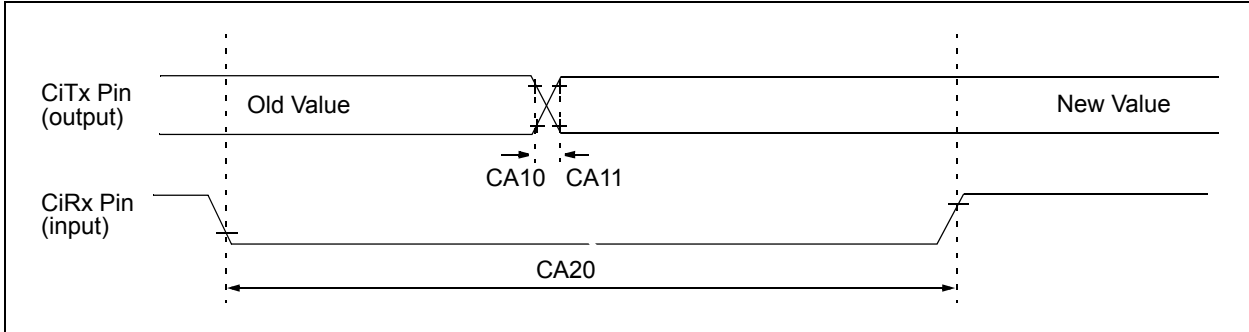 CiTx Pin
(output)
Old Value
New Value
CA10 CA11
CiRx Pin
(input)
CA20